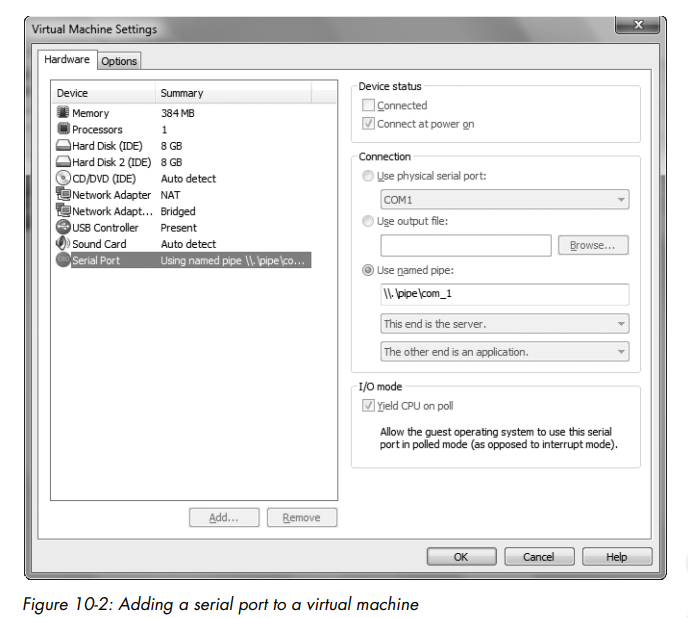 Virtual Machine Settings
Hardware Options
Device Summary
Memory 384 MB
Processors 1
Hard Disk (IDE) 8 GB
Hard Disk 2 (IDE) 8 GB
CD/DVD (IDE) Auto detect
Network Adapter NAT
Network Adapt... Bridged
USB Controller Present
Sound Card Auto detect
Serial Port Using named pipe \\.\pipe\co...
Add... Remove
Device status
Connected
Connect at power on
Connection
Use physical serial port:
COM1
Use output file:
Browse...
Use named pipe:
\\.\pipe\com_1
This end is the server.
The other end is an application.
I/O mode
Yield CPU on poll
Allow the guest operating system to use this serial
port in polled mode (as opposed to interrupt mode).
OK Cancel Help
Figure 10-2: Adding a serial port to a virtual machine